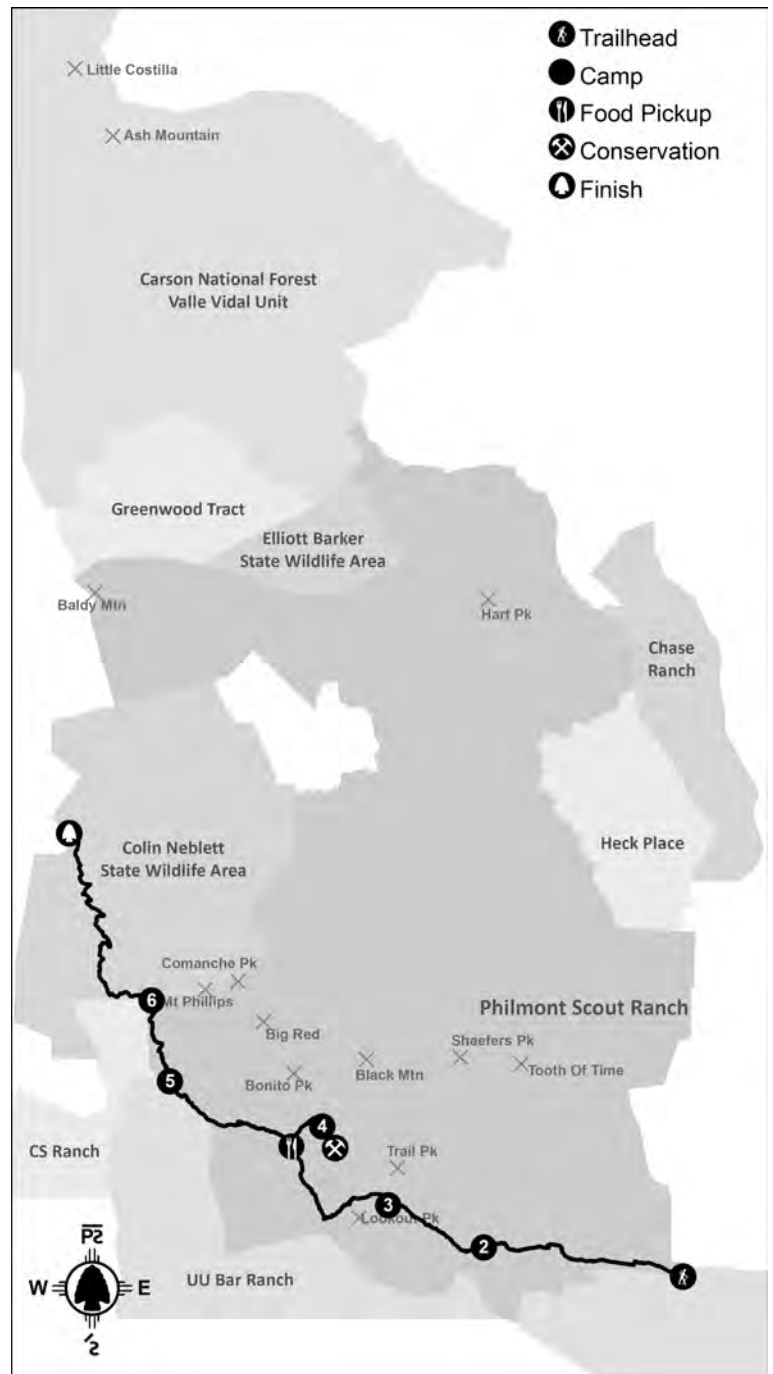 Trailhead
Camp
Food Pickup
Conservation
Finish
Little Costilla
Ash Mountain
Carson National Forest
Valle Vidal Unit
Greenwood Tract
Elliott Barker
State Wildlife Area
Baldy Mtn
Hart Pk
Chase
Ranch
Heck Place
Colin Neblett
State Wildlife Area
Comanche Pk
6
Mt Phillips
Philmont Scout Ranch
Big Red
Shaefers Pk
Black Mtn
Tooth Of Time
Bonito Pk
5
4
CS Ranch
Trail Pk
3
Lookout Pk
2
UU Bar Ranch
W E